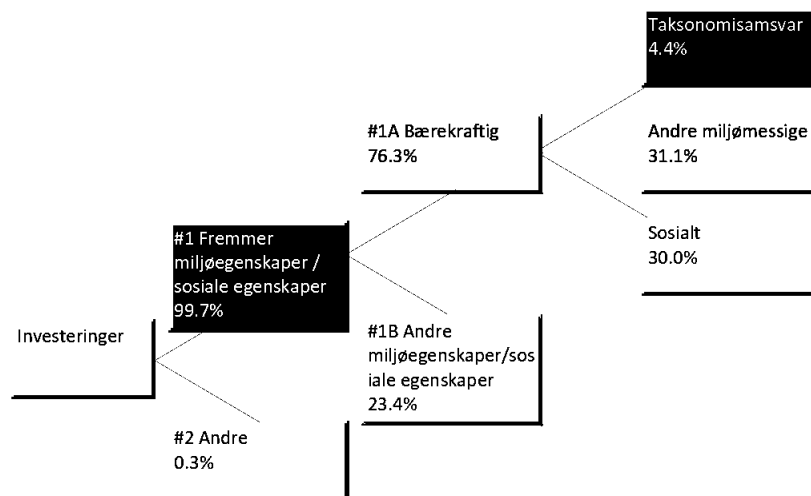 Taksonomisamsvar
4.4%
#1A Bærekraftig
76.3%
Andre miljømessige
31.1%
#1 Fremmer
miljøegenskaper /
sosiale egenskaper
99.7%
Sosialt
30.0%
Investeringer
#1B Andre
miljøegenskaper/sos
iale egenskaper
23.4%
#2 Andre
0.3%